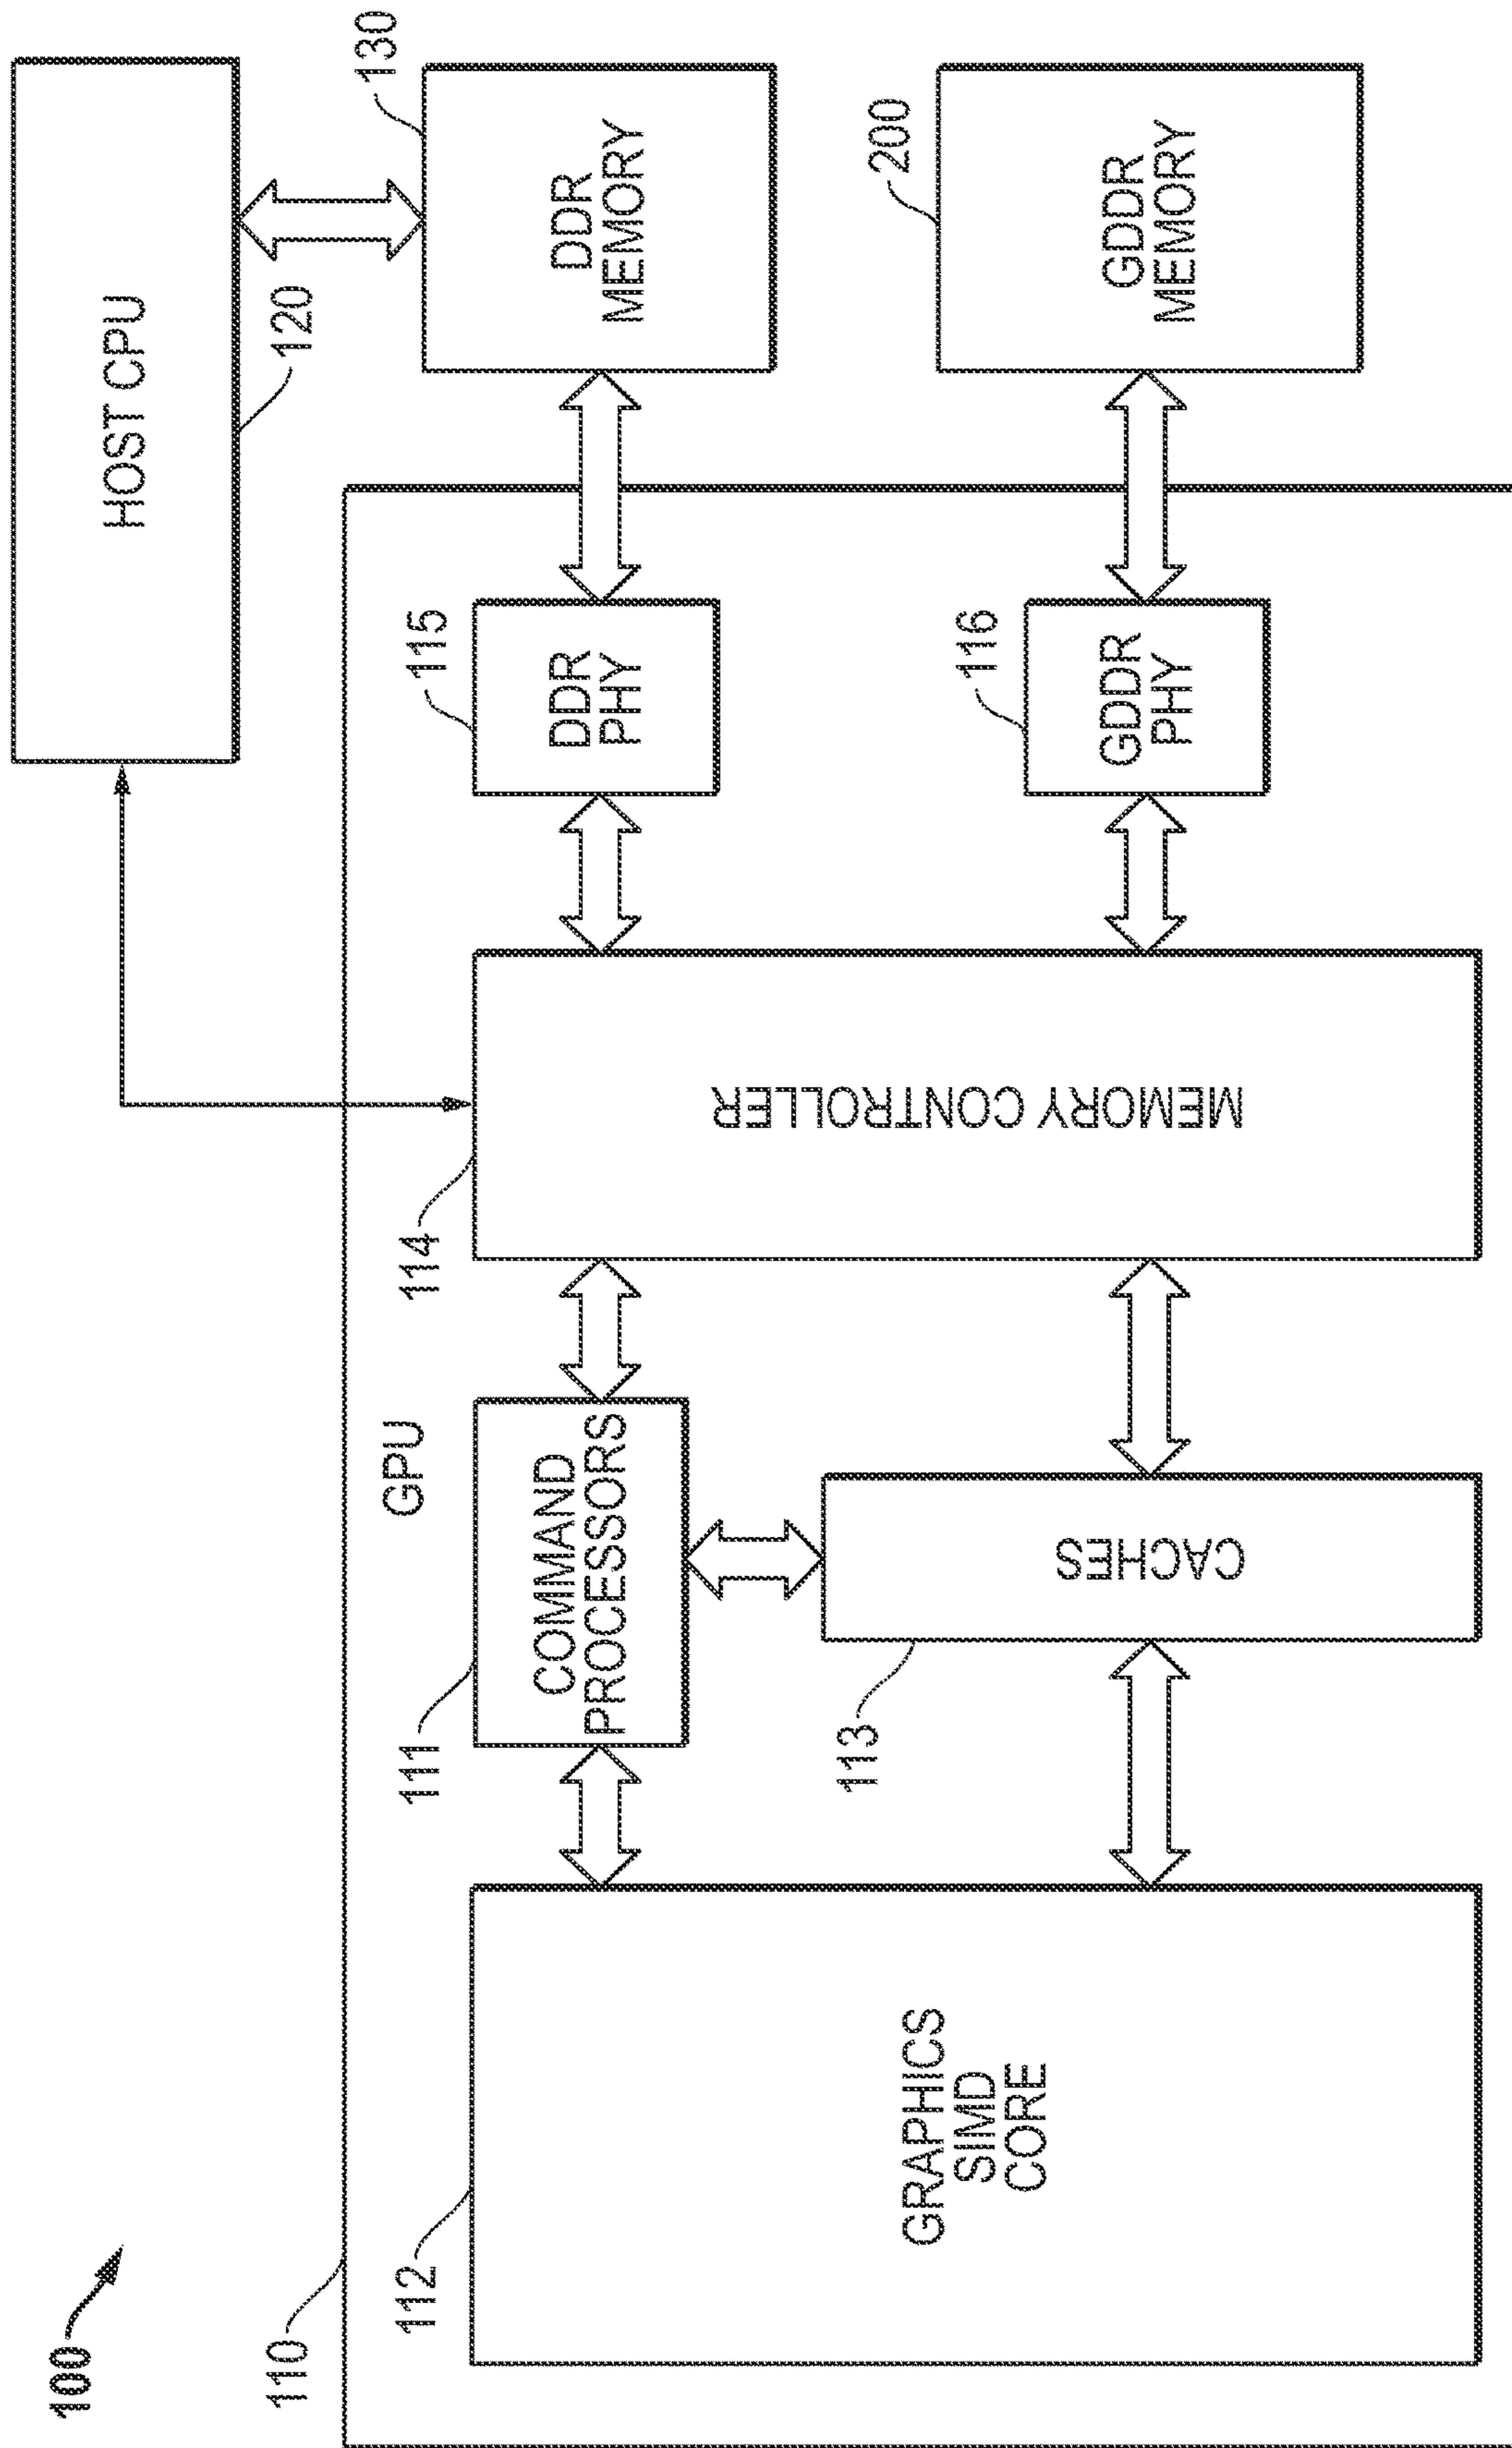 100
HOST CPU
110
120
130
GPU
112
111
114
115
COMMAND
PROCESSORS
DDR
PHY
DDR
MEMORY
113
200
116
GRAPHICS
SIMD
CORE
CACHES
MEMORY CONTROLLER
GDDR
PHY
GDDR
MEMORY